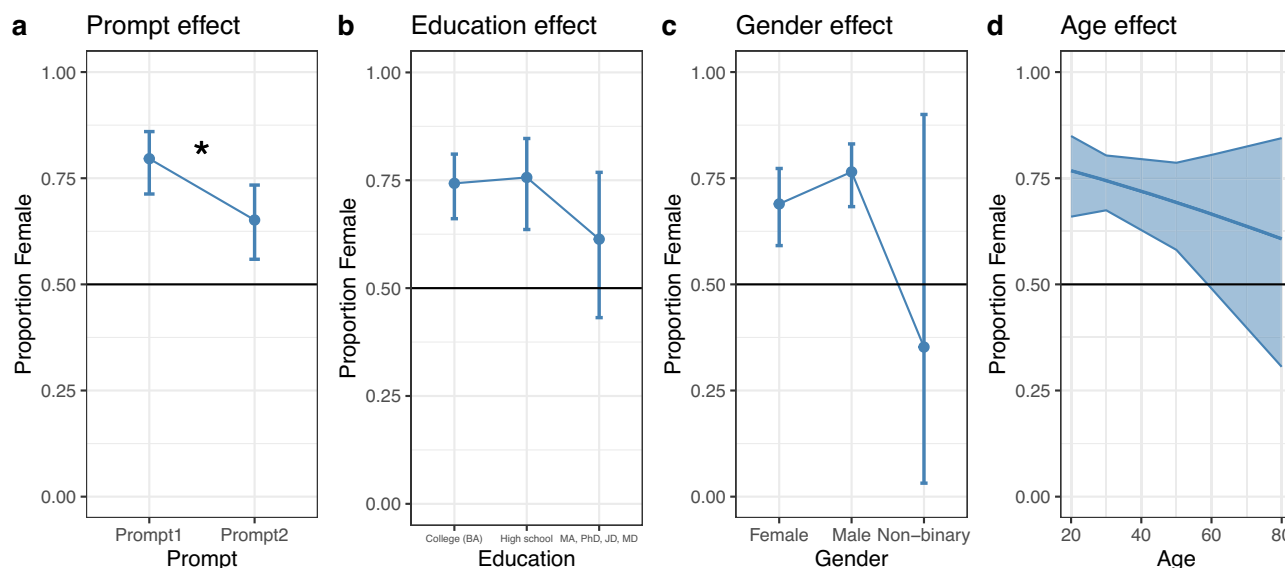 a Prompt effect
Proportion Female
1.00
0.75
0.50
0.25
0.00
*
Prompt1 Prompt2
Prompt
b Education effect
Proportion Female
1.00
0.75
0.50
0.25
0.00
College (BA) High school MA, PhD, JD, MD
Education
c Gender effect
Proportion Female
1.00
0.75
0.50
0.25
0.00
Female Male Non–binary
Gender
d Age effect
Proportion Female
1.00
0.75
0.50
0.25
0.00
20 40 60 80
Age